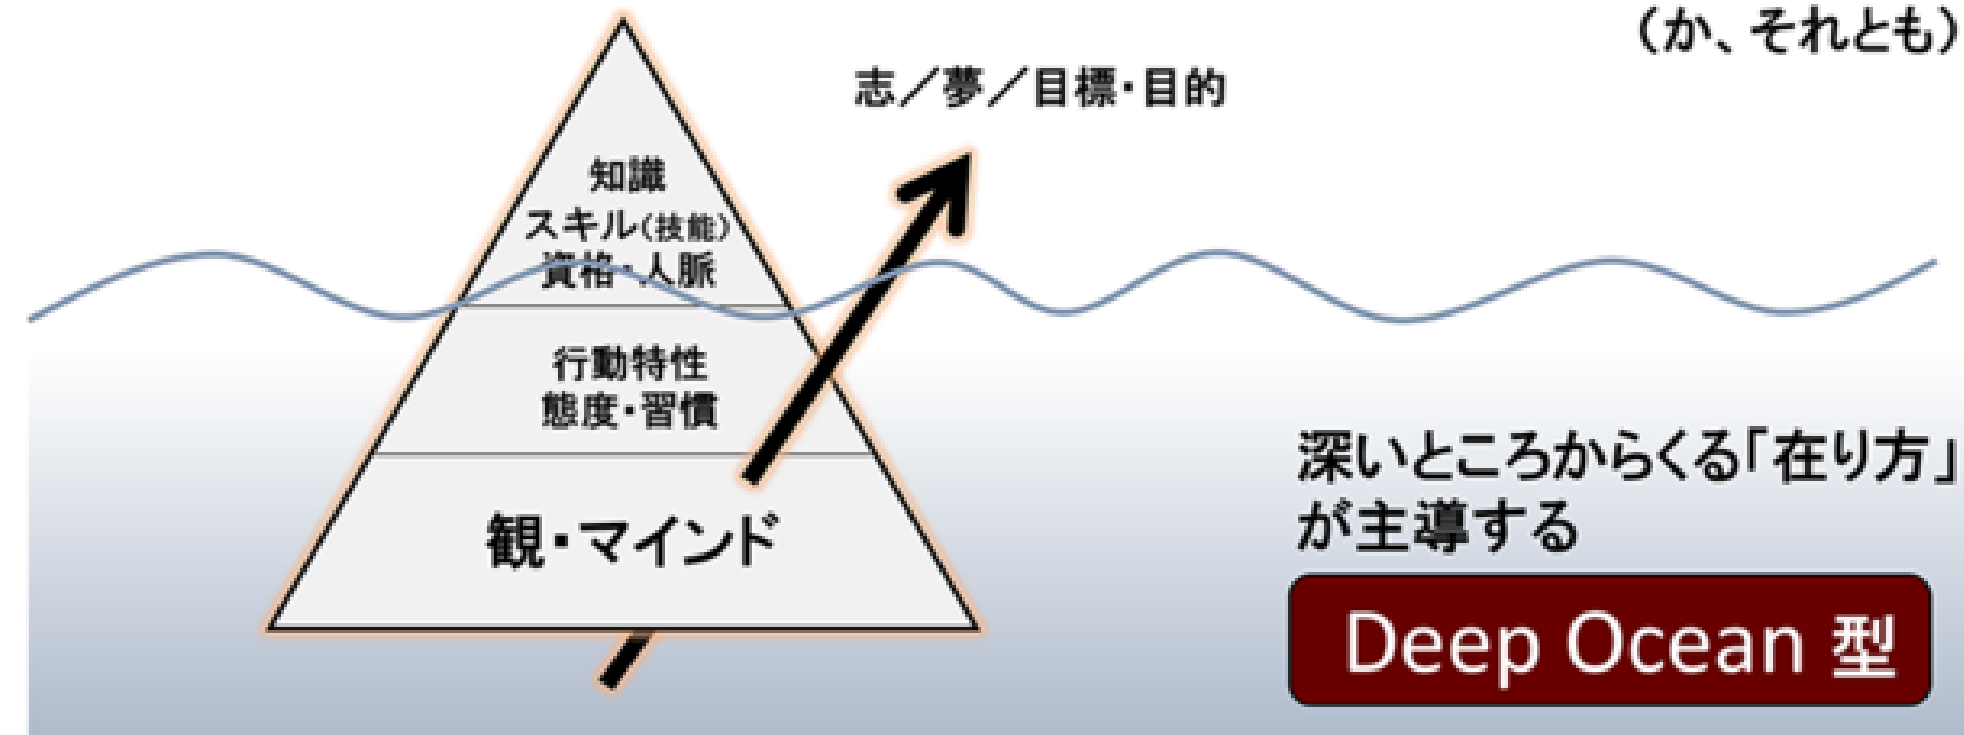 (か、それとも)
志／夢／目標・目的
知識
スキル(技能)
資格・人脈
行動特性
態度・習慣
観・マインド
深いところからくる「在り方」
が主導する
Deep Ocean 型